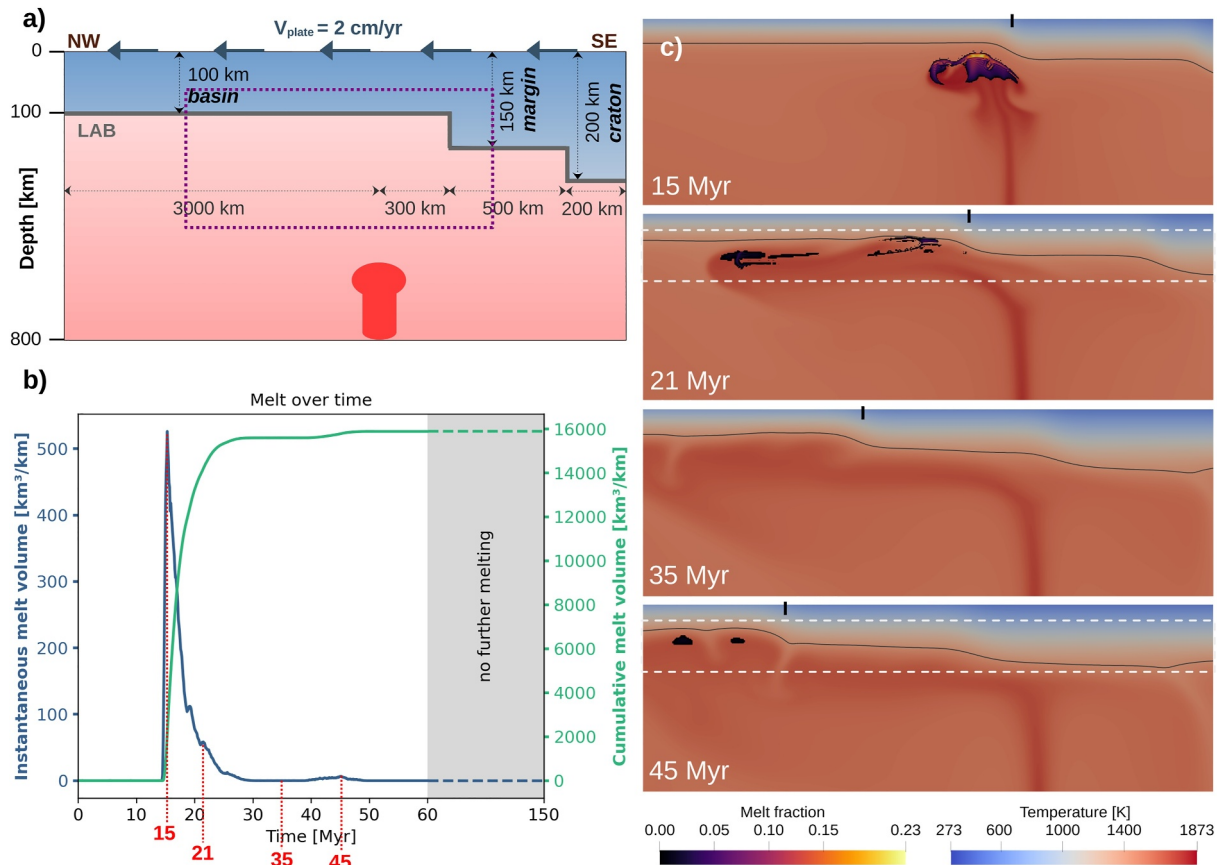 a)
V_plate = 2 cm/yr
NW
SE
0
100 km
basin
150 km
margin
200 km
craton
100
LAB
Depth [km]
3000 km
300 km
500 km
200 km
800
b)
Melt over time
Instantaneous melt volume [km³/km]
500
400
300
200
100
0
no further melting
16000
14000
12000
10000
8000
6000
4000
2000
0
Cumulative melt volume [km³/km]
0
10
20
30
40
50
60
150
Time [Myr]
15
21
35
45
c)
15 Myr
21 Myr
35 Myr
45 Myr
Melt fraction
0.00
0.05
0.10
0.15
0.23
Temperature [K]
273
600
1000
1400
1873